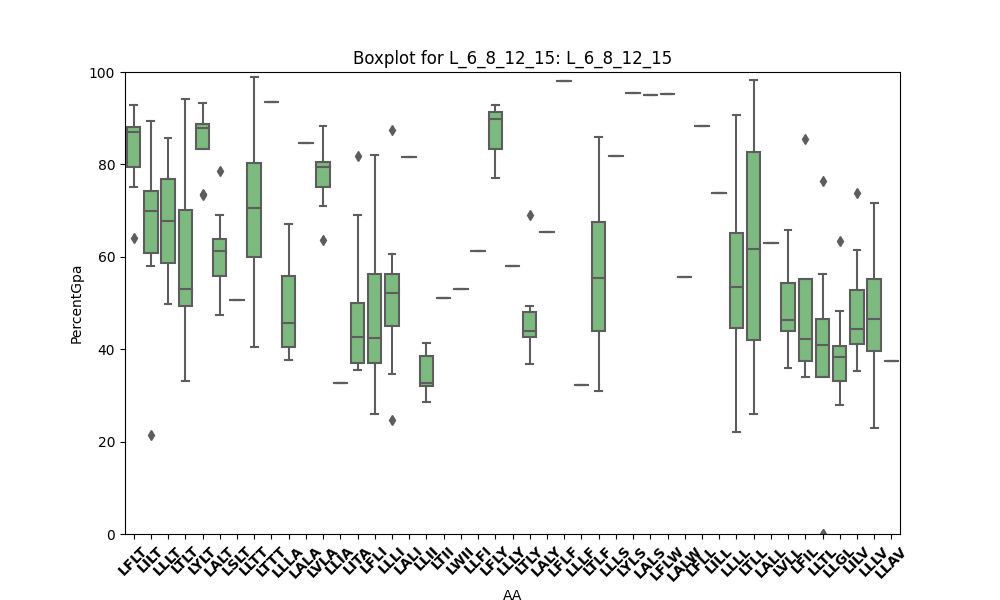 Boxplot for L_6_8_12_15: L_6_8_12_15
PercentGpa
100
80
60
40
20
0
LFLT LILT LLLT LTLT LYLT LALT LSLT LLTT LTTT LLLA LALA LVLA LLIA LITA LFLI LLLI LALI LLII LTII LWII LLFI LFLY LLLY LTLY LALY LFLF LLLF LTLF LLLS LYLS LALS LFLW LALW LFLL LILL LLLL LTLL LALL LVLL LFIL LLTL LLGL LILV LLLV LLAV
AA